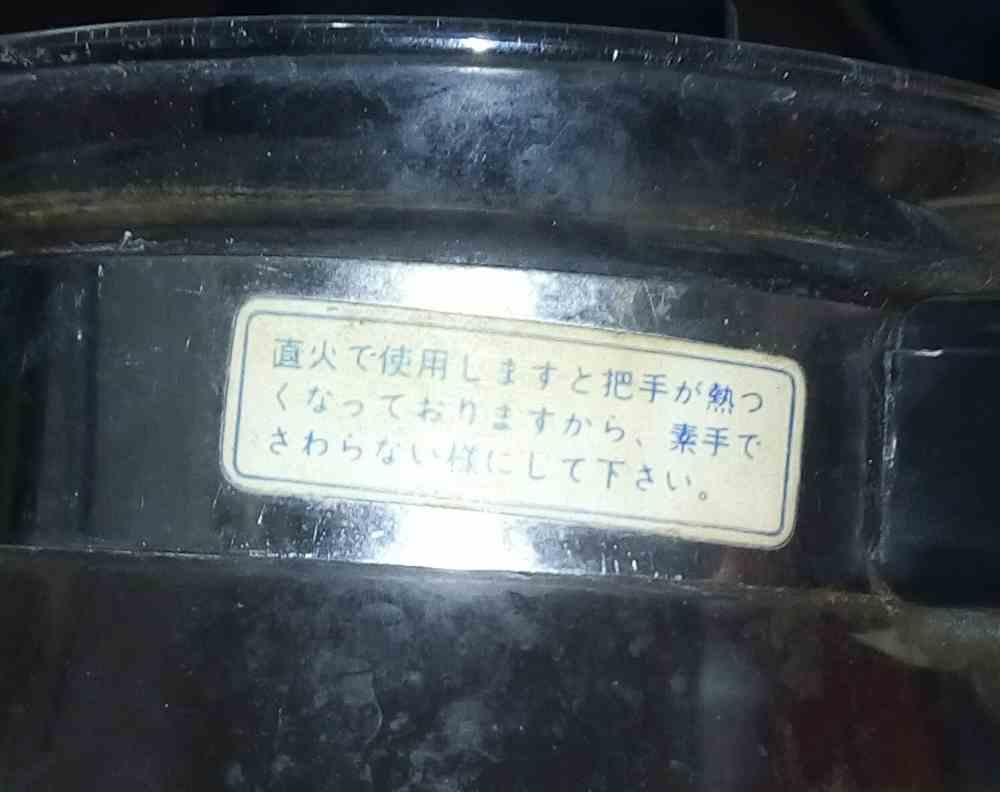 直火で使用しますと把手が熱つ
くなっておりますから、素手で
さわらない様にして下さい。